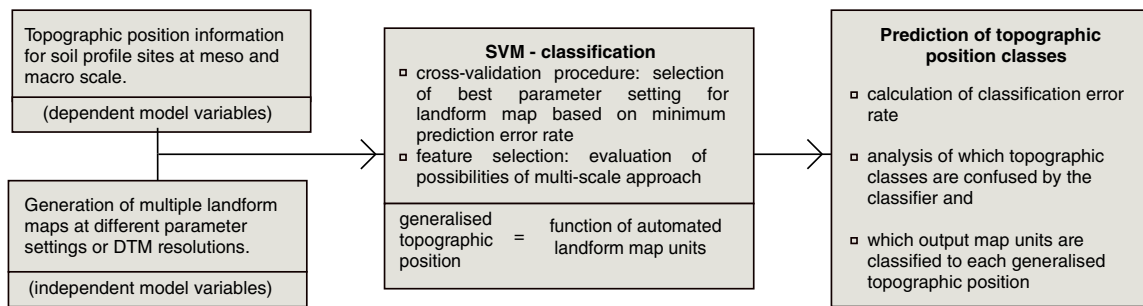 Topographic position information
for soil profile sites at meso and
macro scale.
(dependent model variables)
Generation of multiple landform
maps at different parameter
settings or DTM resolutions.
(independent model variables)
SVM - classification
cross-validation procedure: selection
of best parameter setting for
landform map based on minimum
prediction error rate
feature selection: evaluation of
possibilities of multi-scale approach
generalised
topographic
position
=
function of automated
landform map units
Prediction of topographic
position classes
calculation of classification error
rate
analysis of which topographic
classes are confused by the
classifier and
which output map units are
classified to each generalised
topographic position